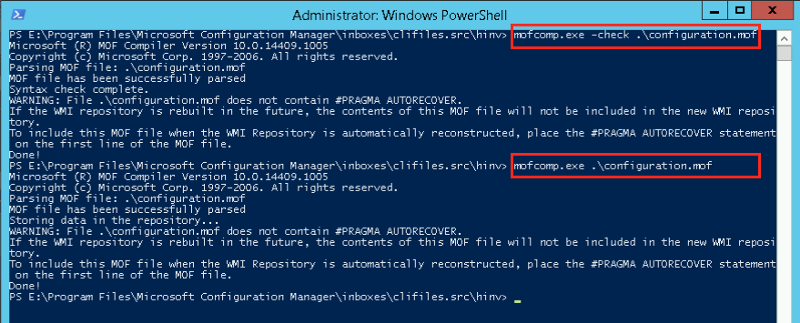 Administrator: Windows PowerShell
PS E:\Program Files\Microsoft Configuration Manager\inboxes\clifiles.src\hinv> mofcomp.exe -check .\configuration.mof
Microsoft (R) MOF Compiler Version 10.0.14409.1005
Copyright (c) Microsoft Corp. 1997-2006. All rights reserved.
Parsing MOF file: .\configuration.mof
MOF file has been successfully parsed
Syntax check complete.
WARNING: File .\configuration.mof does not contain #PRAGMA AUTORECOVER.
If the WMI repository is rebuilt in the future, the contents of this MOF file will not be included in the new WMI reposi
tory.
To include this MOF file when the WMI Repository is automatically reconstructed, place the #PRAGMA AUTORECOVER statement
 on the first line of the MOF file.
Done!
PS E:\Program Files\Microsoft Configuration Manager\inboxes\clifiles.src\hinv> mofcomp.exe .\configuration.mof
Microsoft (R) MOF Compiler Version 10.0.14409.1005
Copyright (c) Microsoft Corp. 1997-2006. All rights reserved.
Parsing MOF file: .\configuration.mof
MOF file has been successfully parsed
Storing data in the repository...
WARNING: File .\configuration.mof does not contain #PRAGMA AUTORECOVER.
If the WMI repository is rebuilt in the future, the contents of this MOF file will not be included in the new WMI reposi
tory.
To include this MOF file when the WMI Repository is automatically reconstructed, place the #PRAGMA AUTORECOVER statement
 on the first line of the MOF file.
Done!
PS E:\Program Files\Microsoft Configuration Manager\inboxes\clifiles.src\hinv> _